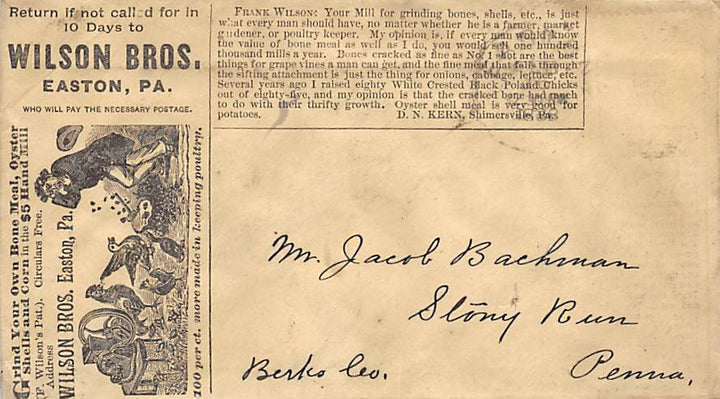 Return if not called for in
10 Days to
WILSON BROS.
EASTON, PA.
WHO WILL PAY THE NECESSARY POSTAGE.
Grind Your Own Bone Meal, Oyster
Shells and Corn in the $5 Hand Mill
(F. Wilson's Pat.). Circulars Free.
Address
WILSON BROS. Easton, Pa.
100 per ct. more made in keeping poultry.
FRANK WILSON: Your Mill for grinding bones, shells, etc., is just
what every man should have, no matter whether he is a farmer, market
gardener, or poultry keeper. My opinion is, if every man would know
the value of bone meal as well as I do, you would sell one hundred
thousand mills a year. Bones cracked as fine as No. 1 shot are the best
things for grape vines a man can get, and the fine meal that falls through
the sifting attachment is just the thing for onions, cabbage, lettuce, etc.
Several years ago I raised eighty White Crested Black Poland Chicks
out of eighty-five, and my opinion is that the cracked bone had much
to do with their thrifty growth. Oyster shell meal is very good for
potatoes. D. N. KERN, Shimersville, Pa.
Mr. Jacob Bachman
Stony Run
Berks Co. Penna.